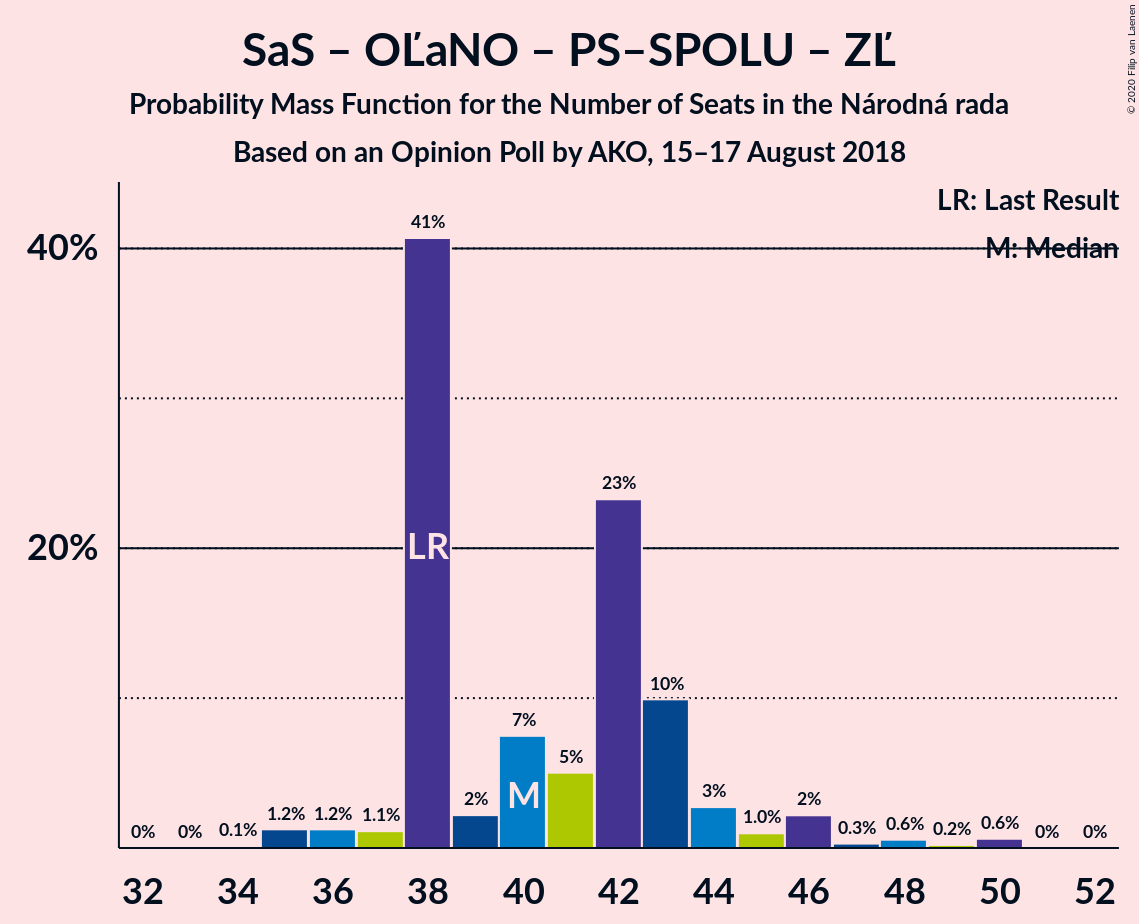 SaS – OĽaNO – PS–SPOLU – ZĽ
Probability Mass Function for the Number of Seats in the Národná rada
Based on an Opinion Poll by AKO, 15–17 August 2018
© 2020 Filip van Laenen
LR: Last Result
M: Median
40%
20%
0% 0% 0.1% 1.2% 1.2% 1.1% 41% 2% 7% 5% 23% 10% 3% 1.0% 2% 0.3% 0.6% 0.2% 0.6% 0% 0%
LR
M
32 34 36 38 40 42 44 46 48 50 52